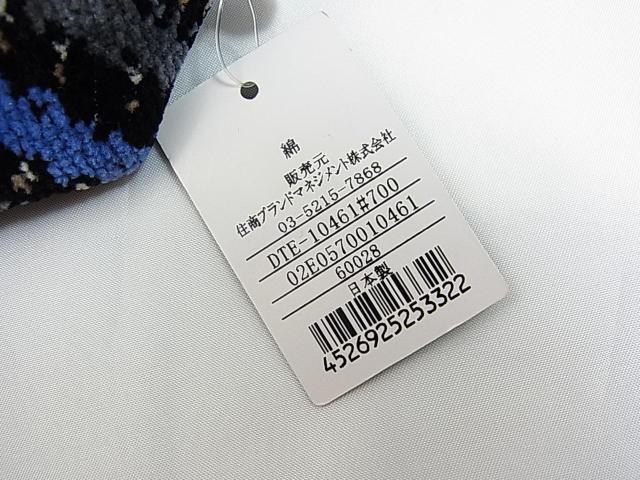 綿
販売元
住商ブランドマネジメント株式会社
03-5215-7868
DTE-10461#700
02E0570010461
60028
日本製
4526925253322